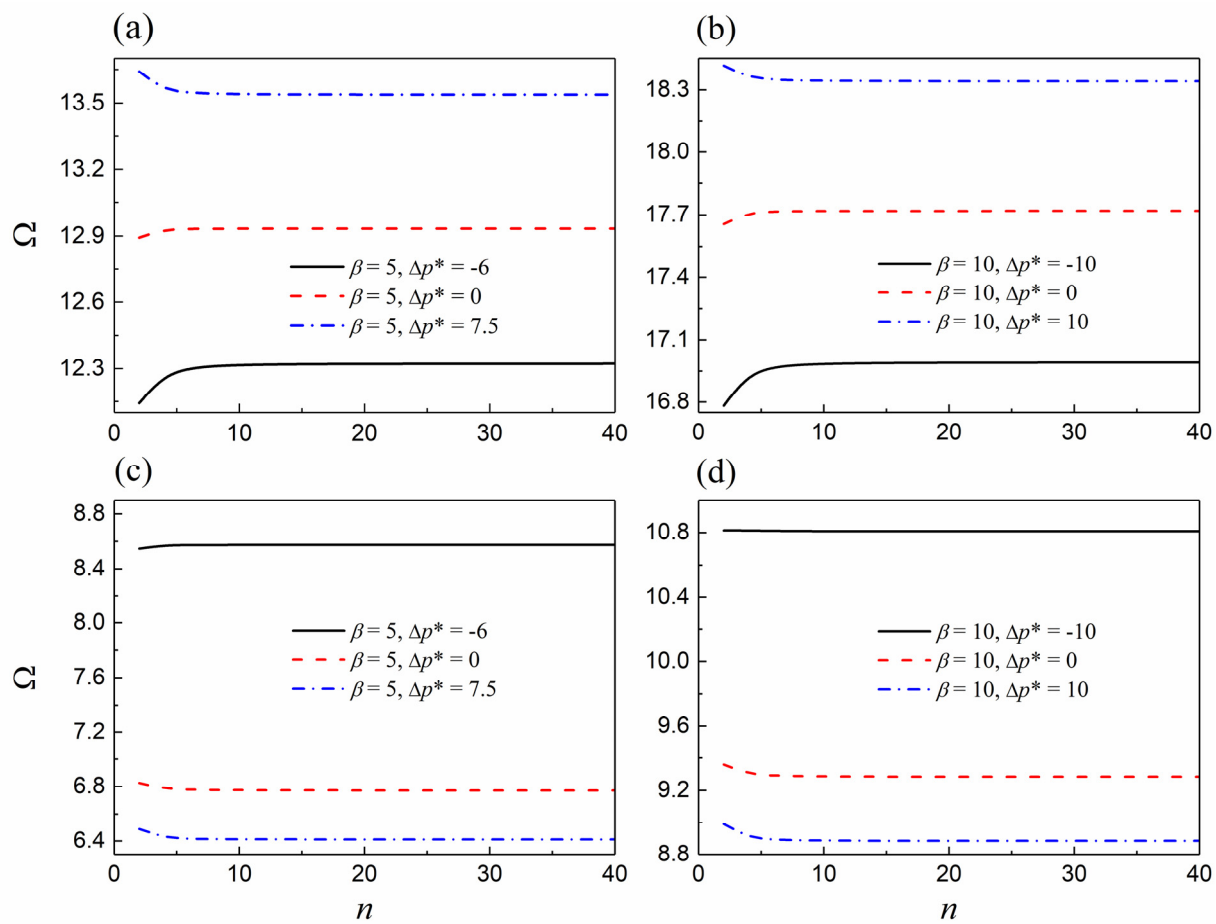 (a)
13.5
13.2
12.9
12.6
12.3
Ω
β = 5, Δp* = -6
β = 5, Δp* = 0
β = 5, Δp* = 7.5
0 10 20 30 40
(b)
18.3
18.0
17.7
17.4
17.1
16.8
β = 10, Δp* = -10
β = 10, Δp* = 0
β = 10, Δp* = 10
0 10 20 30 40
(c)
8.8
8.4
8.0
7.6
7.2
6.8
6.4
Ω
β = 5, Δp* = -6
β = 5, Δp* = 0
β = 5, Δp* = 7.5
0 10 20 30 40
n
(d)
10.8
10.4
10.0
9.6
9.2
8.8
β = 10, Δp* = -10
β = 10, Δp* = 0
β = 10, Δp* = 10
0 10 20 30 40
n